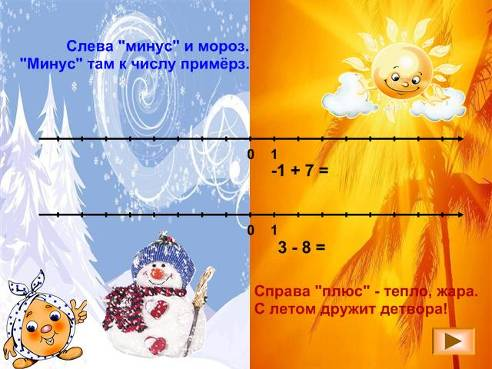 Слева "минус" и мороз.
"Минус" там к числу примёрз.
0 1
-1 + 7 =
0 1
3 - 8 =
Справа "плюс" - тепло, жара.
С летом дружит детвора!